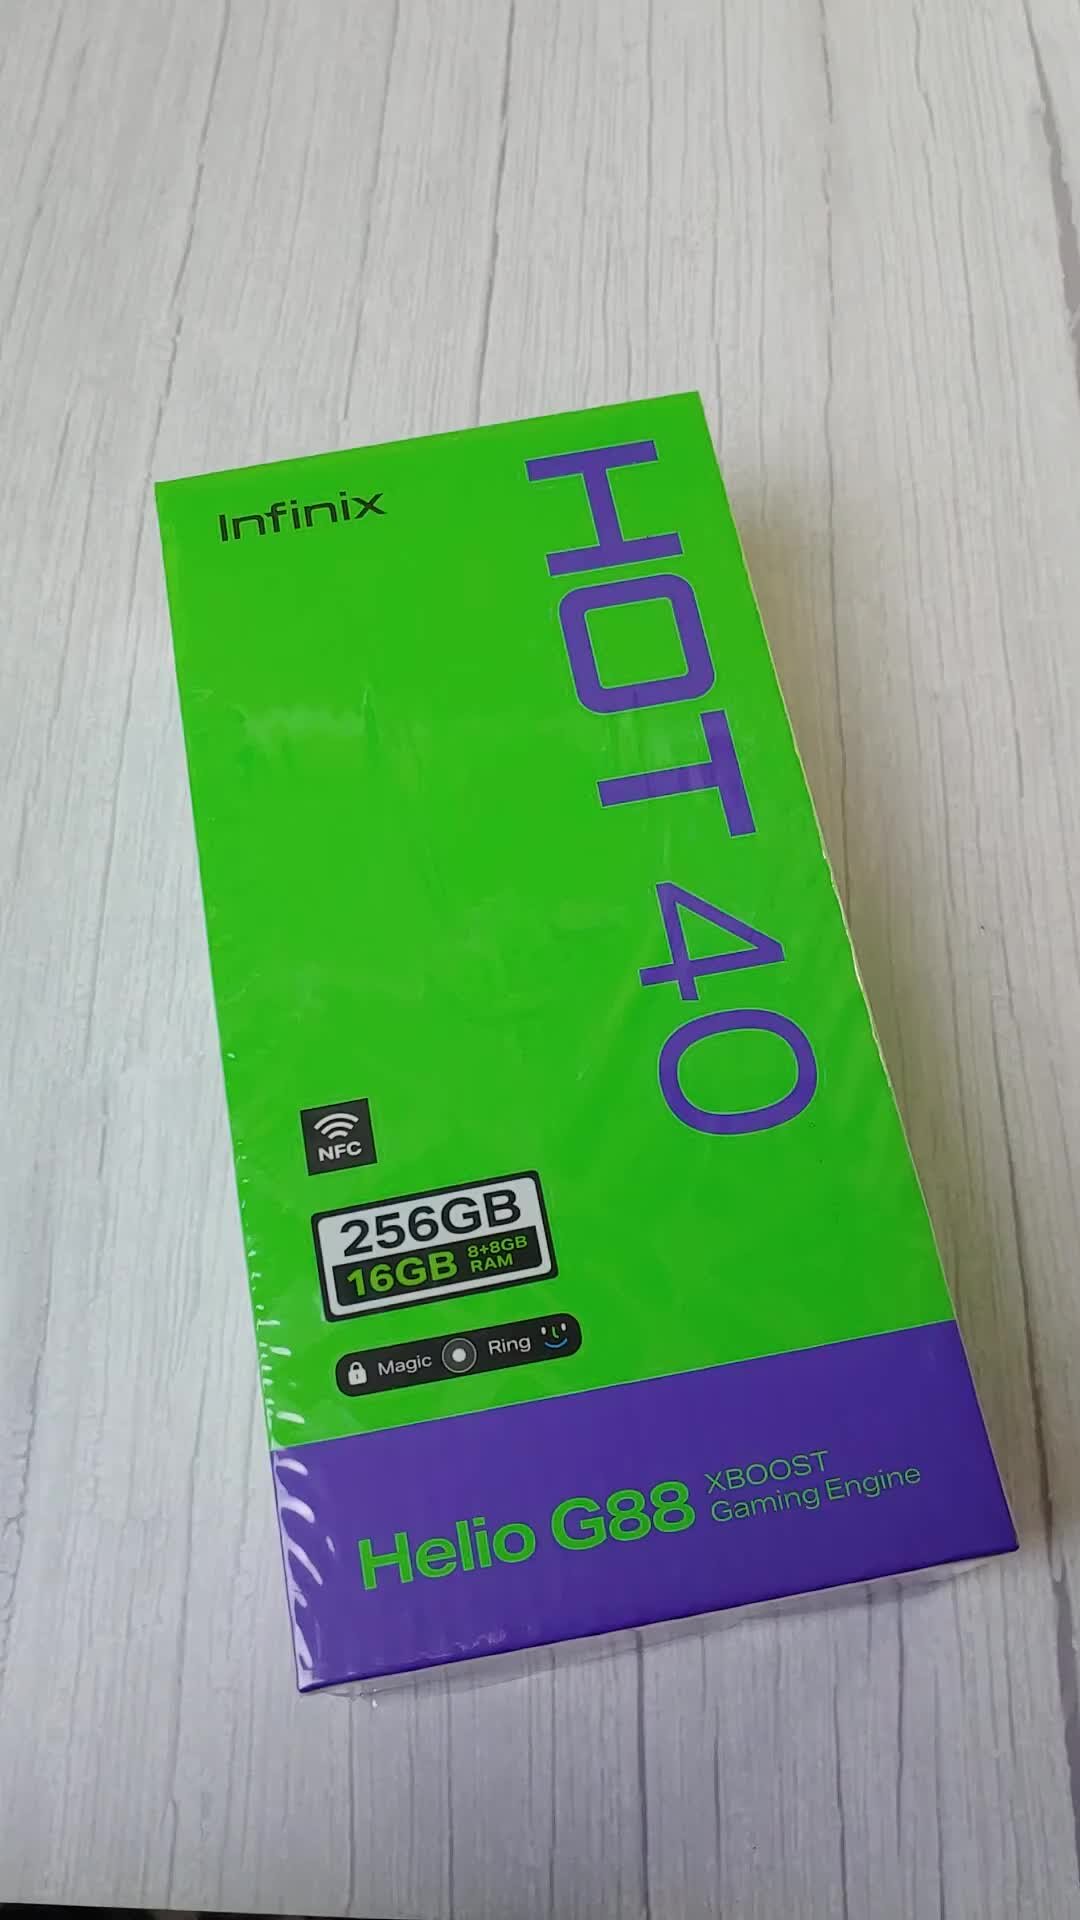 Infinix
HOT 40
NFC
256GB
16GB 8+8GB RAM
Magic Ring
Helio G88
XBOOST
Gaming Engine